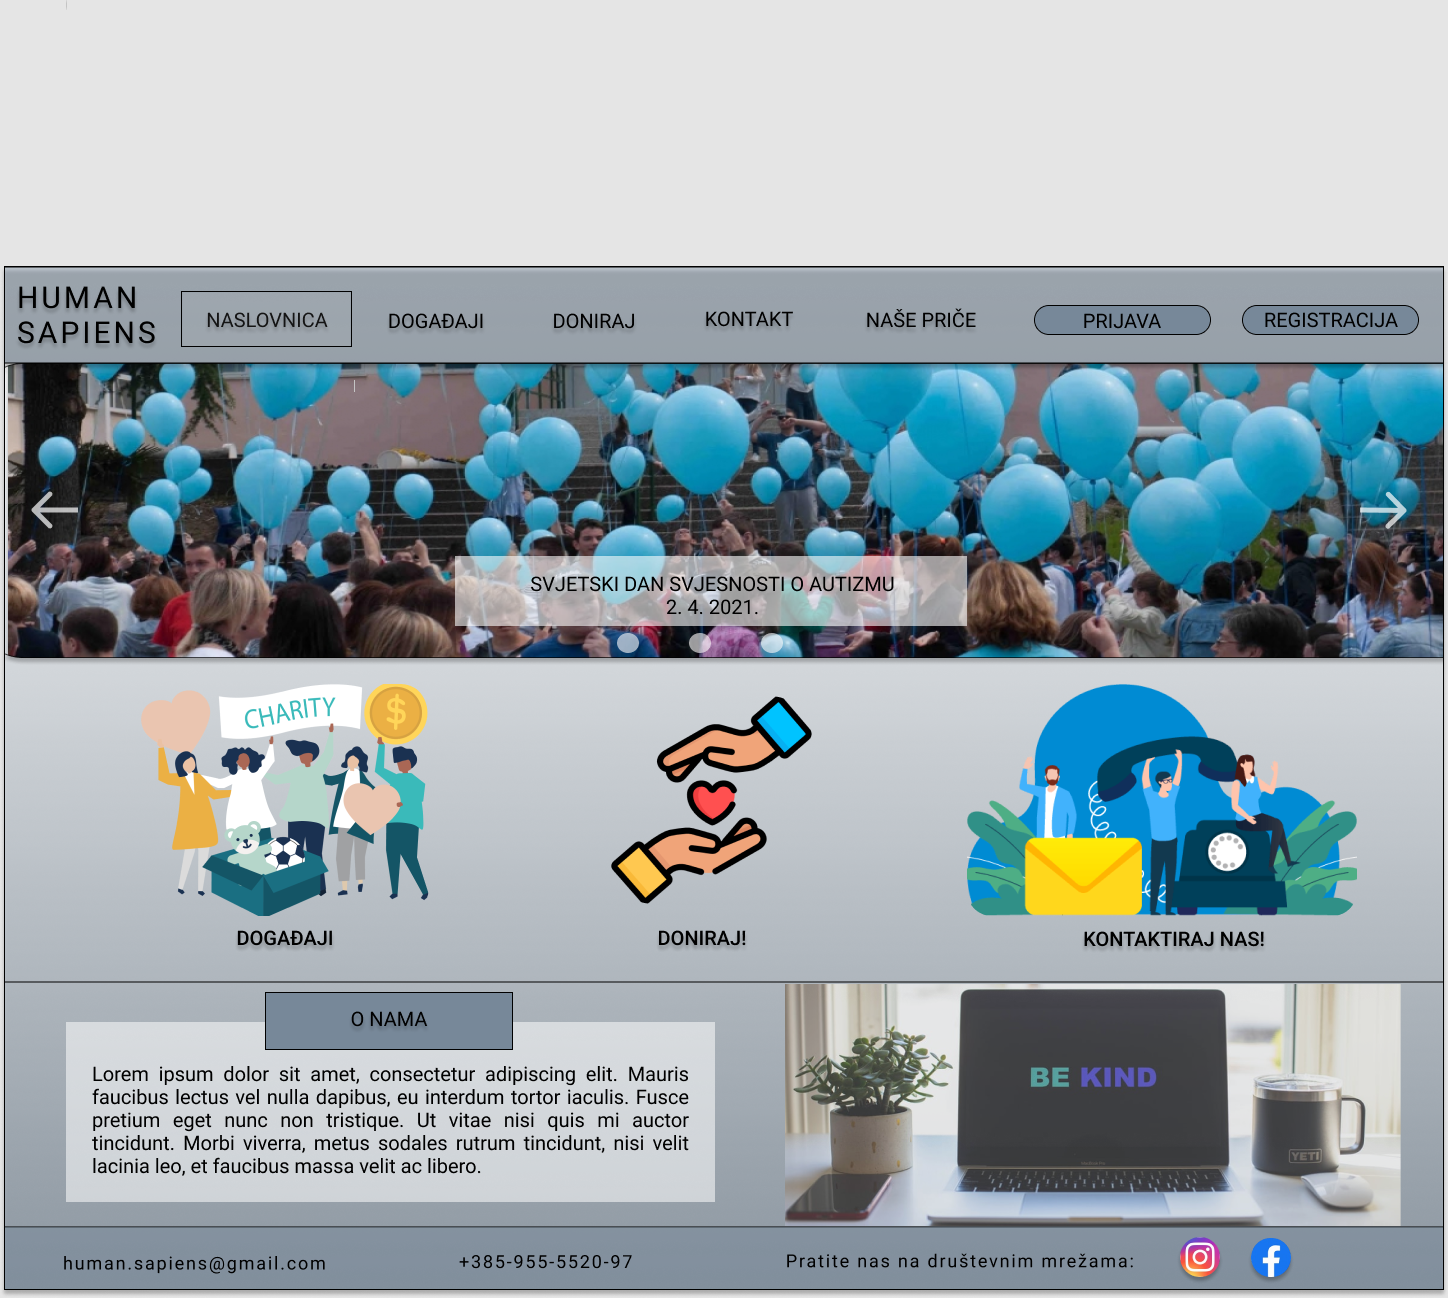 HUMAN
SAPIENS
NASLOVNICA
DOGAĐAJI
DONIRAJ
KONTAKT
NAŠE PRIČE
PRIJAVA
REGISTRACIJA
SVJETSKI DAN SVJESNOSTI O AUTIZMU
2. 4. 2021.
CHARITY
$
DOGAĐAJI
DONIRAJ!
KONTAKTIRAJ NAS!
O NAMA
Lorem ipsum dolor sit amet, consectetur adipiscing elit. Mauris
faucibus lectus vel nulla dapibus, eu interdum tortor iaculis. Fusce
pretium eget nunc non tristique. Ut vitae nisi quis mi auctor
tincidunt. Morbi viverra, metus sodales rutrum tincidunt, nisi velit
lacinia leo, et faucibus massa velit ac libero.
BE KIND
YETI
human.sapiens@gmail.com
+385-955-5520-97
Pratite nas na društevnim mrežama: